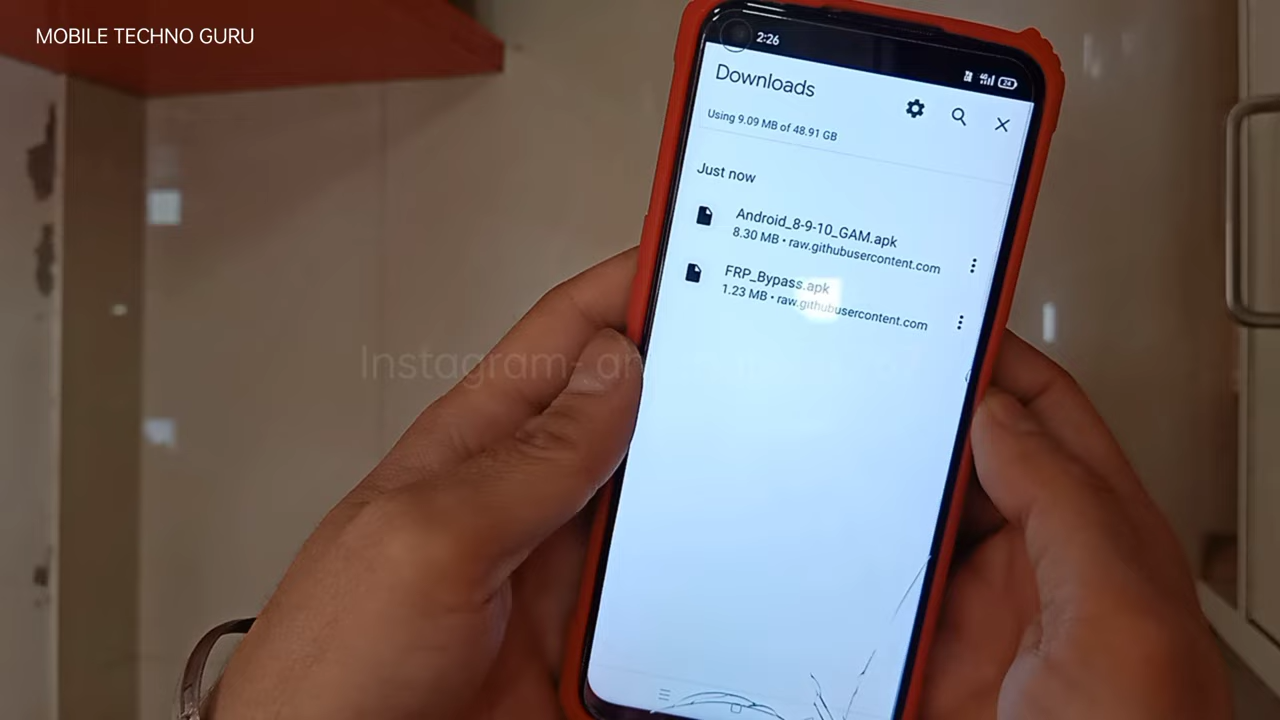 MOBILE TECHNO GURU
2:26
Downloads
Using 9.09 MB of 48.91 GB
Just now
Android_8-9-10_GAM.apk
8.30 MB • raw.githubusercontent.com
FRP_Bypass.apk
1.23 MB • raw.githubusercontent.com
Instagram-